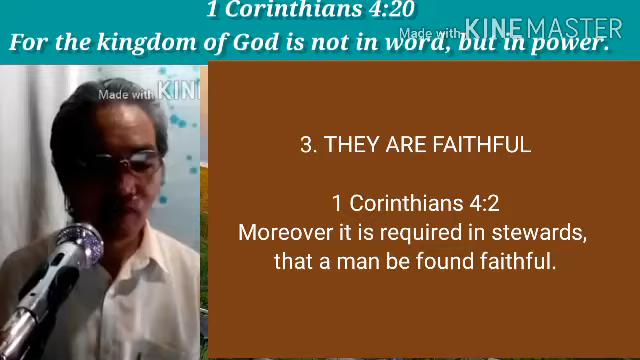 1 Corinthians 4:20
For the kingdom of God is not in word, but in power.
Made with KINEMASTER
Made with KINE
3. THEY ARE FAITHFUL
1 Corinthians 4:2
Moreover it is required in stewards,
that a man be found faithful.